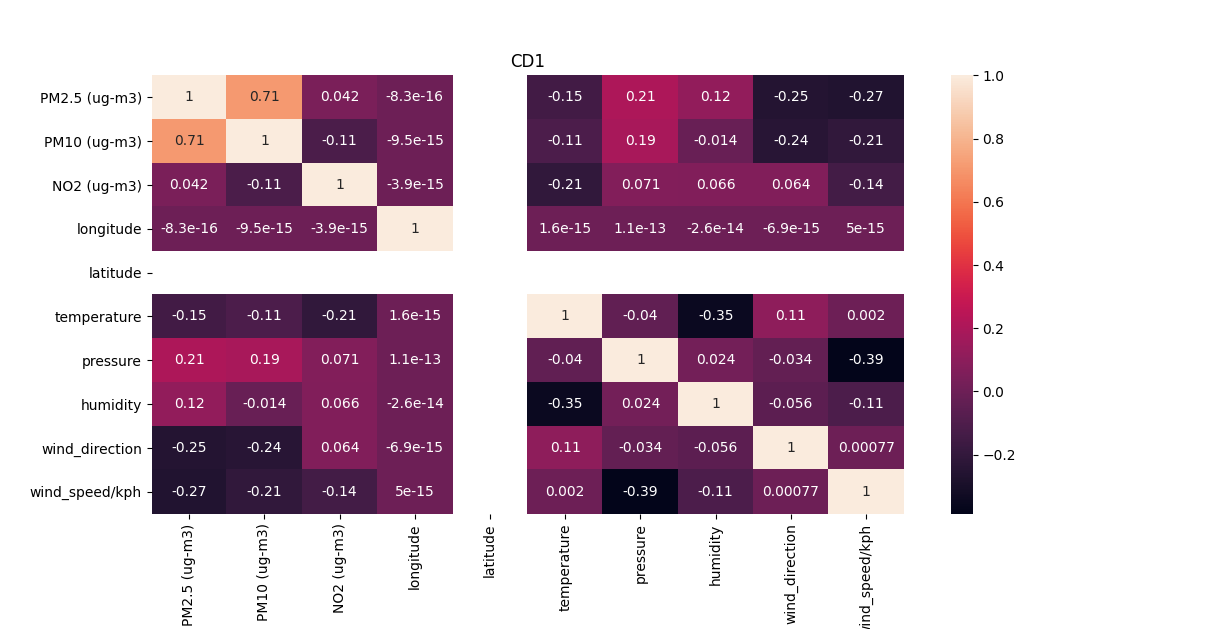 CD1
PM2.5 (ug-m3) 1 0.71 0.042 -8.3e-16 -0.15 0.21 0.12 -0.25 -0.27
PM10 (ug-m3) 0.71 1 -0.11 -9.5e-15 -0.11 0.19 -0.014 -0.24 -0.21
NO2 (ug-m3) 0.042 -0.11 1 -3.9e-15 -0.21 0.071 0.066 0.064 -0.14
longitude -8.3e-16 -9.5e-15 -3.9e-15 1 1.6e-15 1.1e-13 -2.6e-14 -6.9e-15 5e-15
latitude
temperature -0.15 -0.11 -0.21 1.6e-15 1 -0.04 -0.35 0.11 0.002
pressure 0.21 0.19 0.071 1.1e-13 -0.04 1 0.024 -0.034 -0.39
humidity 0.12 -0.014 0.066 -2.6e-14 -0.35 0.024 1 -0.056 -0.11
wind_direction -0.25 -0.24 0.064 -6.9e-15 0.11 -0.034 -0.056 1 0.00077
wind_speed/kph -0.27 -0.21 -0.14 5e-15 0.002 -0.39 -0.11 0.00077 1
PM2.5 (ug-m3)
PM10 (ug-m3)
NO2 (ug-m3)
longitude
latitude
temperature
pressure
humidity
wind_direction
wind_speed/kph
1.0
0.8
0.6
0.4
0.2
0.0
−0.2